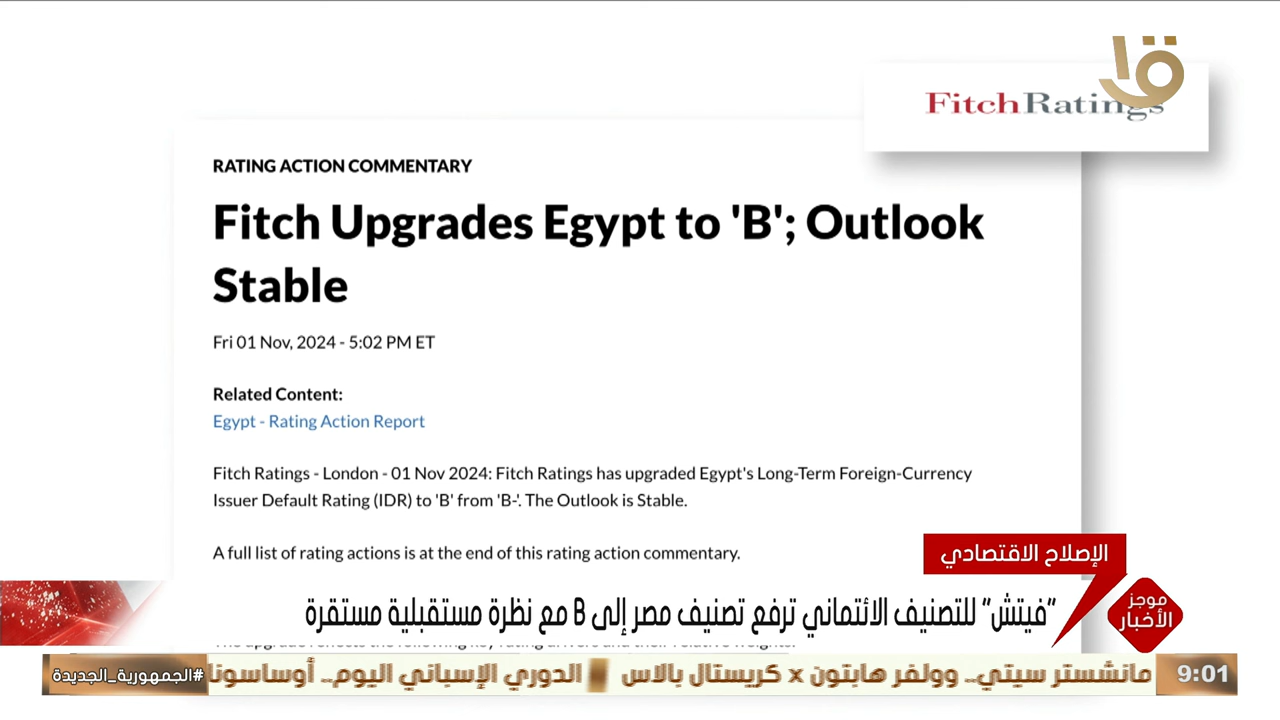 FitchRatings
RATING ACTION COMMENTARY
Fitch Upgrades Egypt to 'B'; Outlook
Stable
Fri 01 Nov, 2024 - 5:02 PM ET
Related Content:
Egypt - Rating Action Report
Fitch Ratings - London - 01 Nov 2024: Fitch Ratings has upgraded Egypt's Long-Term Foreign-Currency
Issuer Default Rating (IDR) to 'B' from 'B-'. The Outlook is Stable.
A full list of rating actions is at the end of this rating action commentary.
الإصلاح الاقتصادي
موجز
الأخبار
"فيتش" للتصنيف الائتماني ترفع تصنيف مصر إلى B مع نظرة مستقبلية مستقرة
9:01
مانشستر سيتي.. وولفر هابتون x كريستال بالاس
الدوري الإسباني اليوم.. أوساسونا
#الجمهورية_الجديدة